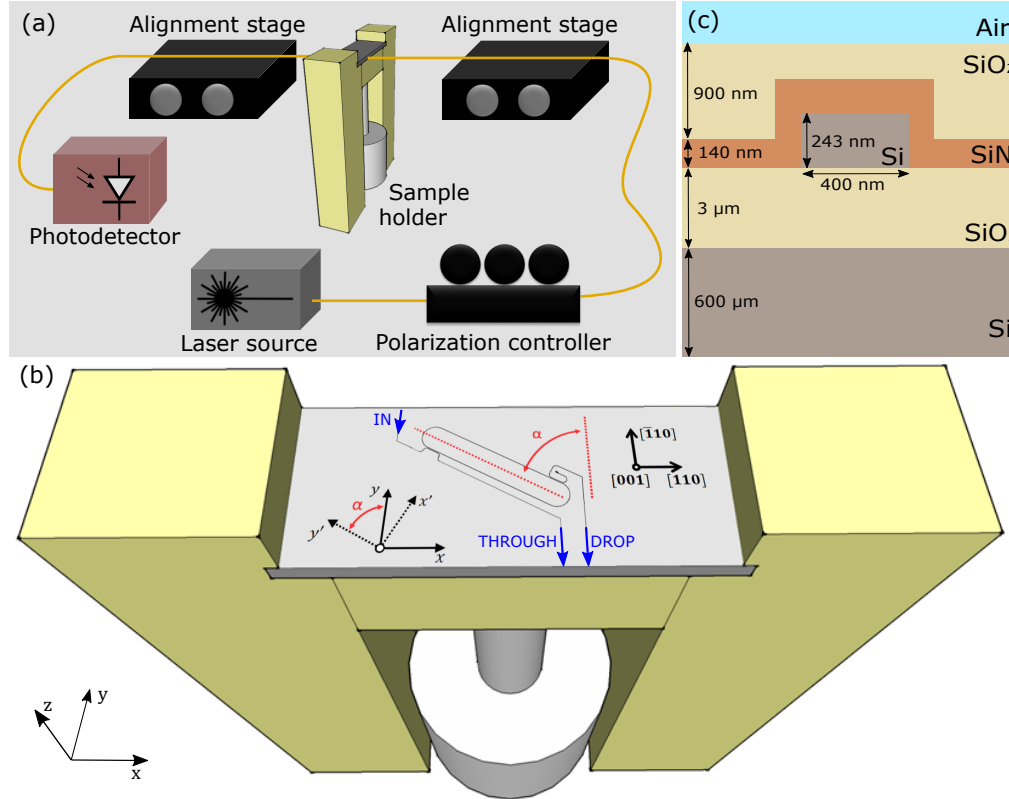 (a)
Alignment stage
Alignment stage
Sample
holder
Photodetector
Laser source
Polarization controller
(c)
Air
SiO₂
900 nm
140 nm
243 nm
Si
SiN
400 nm
3 µm
SiO
600 µm
Si
(b)
IN
α
[1̄10]
[001]
[110]
y
x'
α
y'
x
THROUGH
DROP
y
z
x